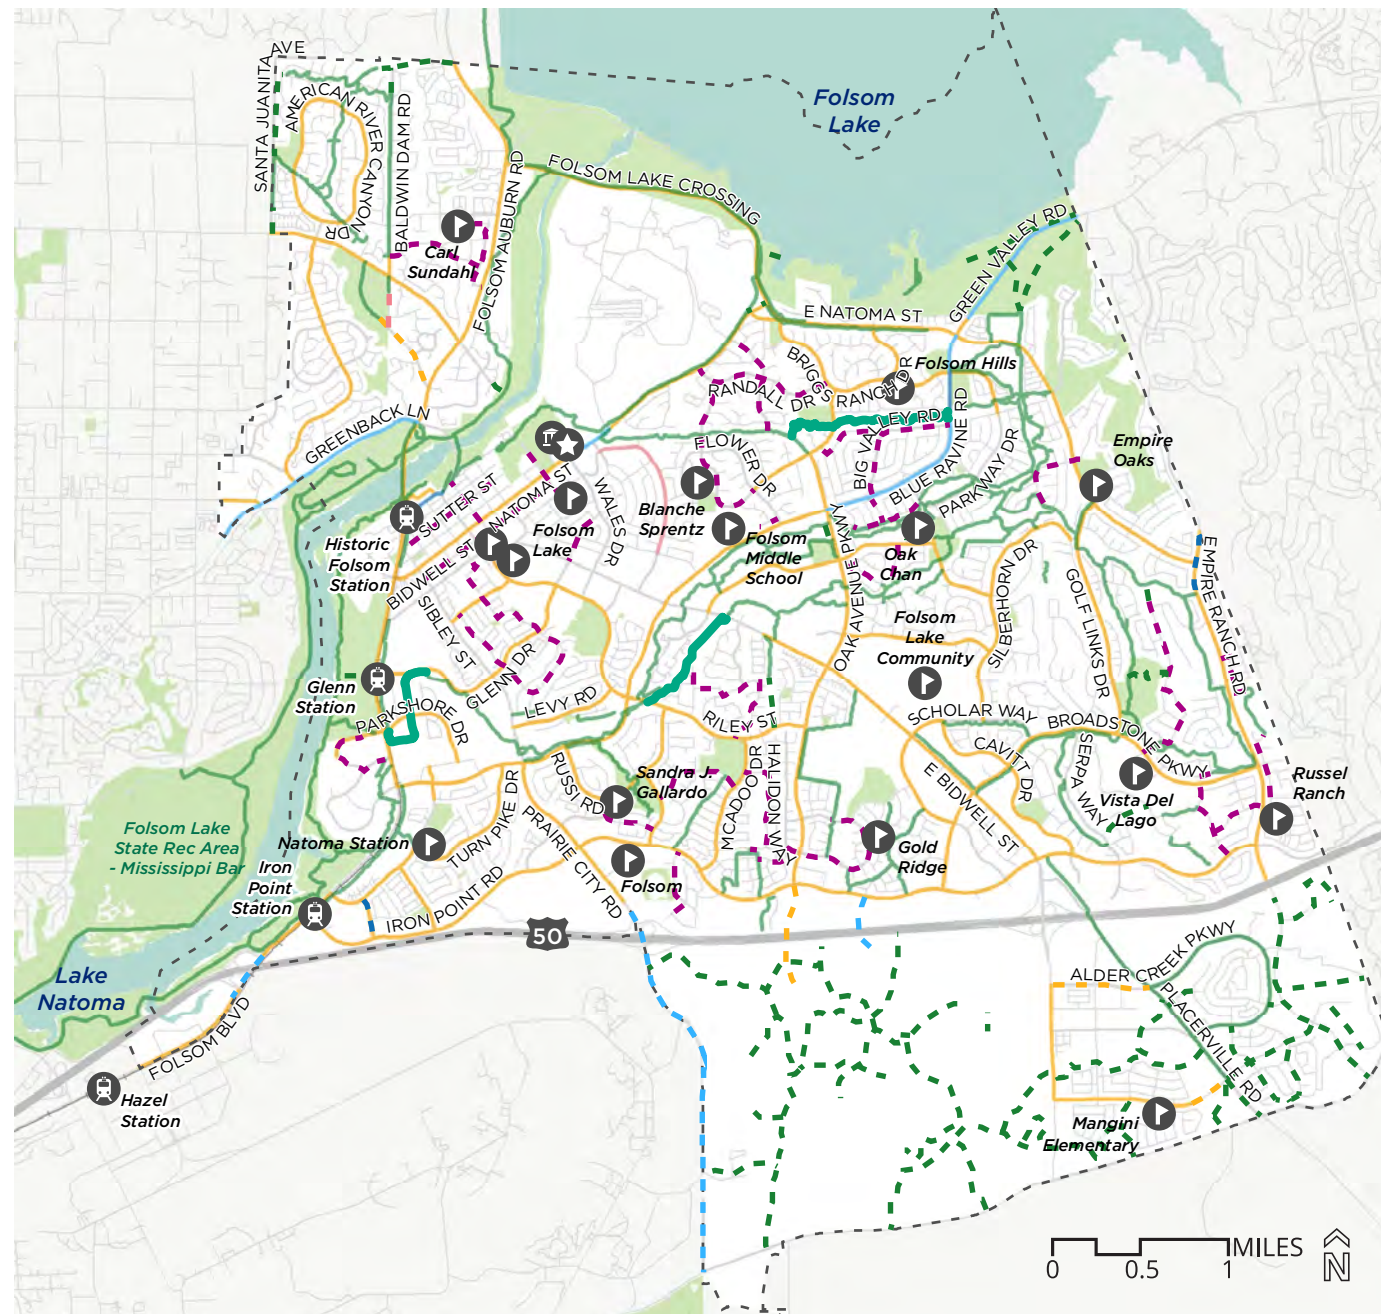 SANTA JUANITA AVE
AMERICAN RIVER CANYON DR
BALDWIN DAM RD
FOLSOM AUBURN RD
Carl
Sundahl
Folsom
Lake
FOLSOM LAKE CROSSING
GREEN VALLEY RD
E NATOMA ST
BRIGGS RANCH DR
Folsom Hills
RANDALL DR
BIG VALLEY RD
BLUE RAVINE RD
PARKWAY DR
Empire
Oaks
GREENBACK LN
FLOWER DR
WALES DR
NATOMA ST
SUTTER ST
Blanche
Sprentz
Folsom
Middle
School
Folsom
Lake
Historic
Folsom
Station
BIDWELL ST
SIBLEY ST
Oak
Chan
OAK AVENUE PKWY
SILBERHORN DR
GOLF LINKS DR
EMPIRE RANCH RD
Folsom
Lake
Community
Glenn
Station
GLENN DR
PARKSHORE DR
LEVY RD
RILEY ST
SCHOLAR WAY
BROADSTONE PKWY
CAVITT DR
SERPA WAY
E BIDWELL ST
Russel
Ranch
Vista Del
Lago
Sandra J.
Gallardo
RUSSI RD
MCADOO DR
HALIDON WAY
TURN PIKE DR
PRAIRIE CITY RD
Folsom Lake
State Rec Area
- Mississippi Bar
Natoma Station
Iron
Point
Station
IRON POINT RD
Folsom
Gold
Ridge
50
Lake
Natoma
FOLSOM BLVD
Hazel
Station
ALDER CREEK PKWY
PLACERVILLE RD
Mangini
Elementary
MILES
0 0.5 1
N